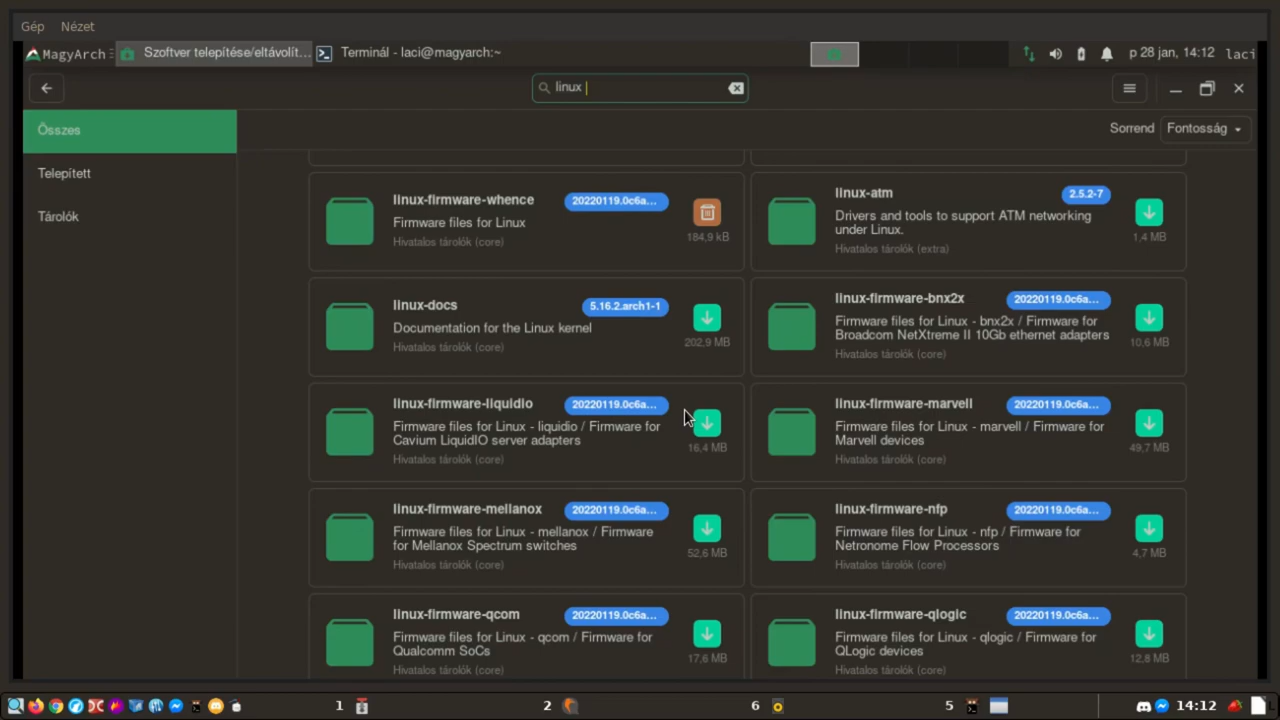 Gép Nézet
MagyArch
Szoftver telepítése/eltávolít...
Terminál - laci@magyarch:~
p 28 jan, 14:12
laci
linux
Összes
Telepített
Tárolók
Sorrend
Fontosság
linux-firmware-whence
20220119.0c6a...
Firmware files for Linux
Hivatalos tárolók (core)
184,9 kB
linux-atm
2.5.2-7
Drivers and tools to support ATM networking
under Linux.
Hivatalos tárolók (extra)
1,4 MB
linux-docs
5.16.2.arch1-1
Documentation for the Linux kernel
Hivatalos tárolók (core)
202,9 MB
linux-firmware-bnx2x
20220119.0c6a...
Firmware files for Linux - bnx2x / Firmware for
Broadcom NetXtreme II 10Gb ethernet adapters
Hivatalos tárolók (core)
10,6 MB
linux-firmware-liquidio
20220119.0c6a...
Firmware files for Linux - liquidio / Firmware for
Cavium LiquidIO server adapters
Hivatalos tárolók (core)
16,4 MB
linux-firmware-marvell
20220119.0c6a...
Firmware files for Linux - marvell / Firmware for
Marvell devices
Hivatalos tárolók (core)
49,7 MB
linux-firmware-mellanox
20220119.0c6a...
Firmware files for Linux - mellanox / Firmware
for Mellanox Spectrum switches
Hivatalos tárolók (core)
52,6 MB
linux-firmware-nfp
20220119.0c6a...
Firmware files for Linux - nfp / Firmware for
Netronome Flow Processors
Hivatalos tárolók (core)
4,7 MB
linux-firmware-qcom
20220119.0c6a...
Firmware files for Linux - qcom / Firmware for
Qualcomm SoCs
Hivatalos tárolók (core)
17,6 MB
linux-firmware-qlogic
20220119.0c6a...
Firmware files for Linux - qlogic / Firmware for
QLogic devices
Hivatalos tárolók (core)
12,8 MB
1
2
6
5
14:12